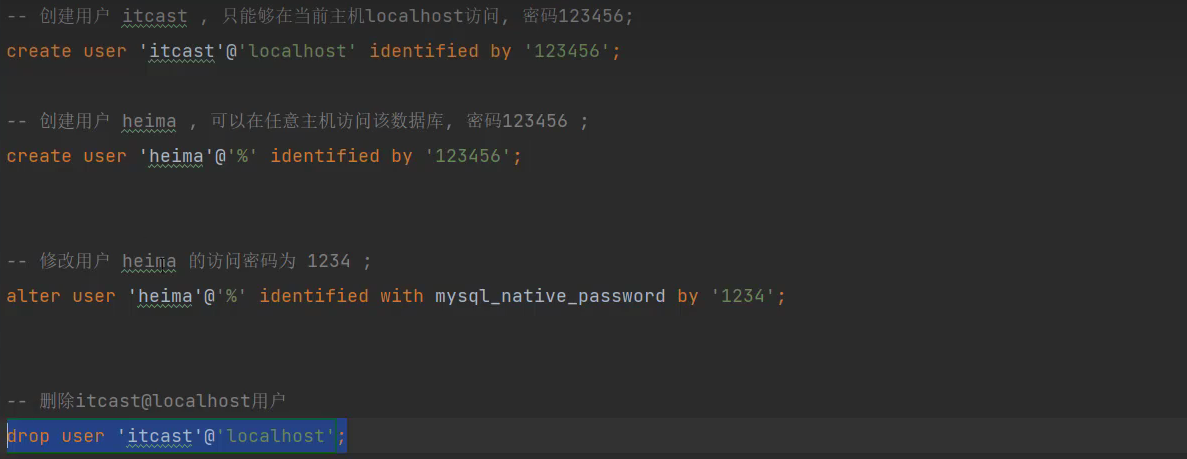 -- 创建用户 itcast , 只能够在当前主机localhost访问, 密码123456;
create user 'itcast'@'localhost' identified by '123456';
-- 创建用户 heima , 可以在任意主机访问该数据库, 密码123456 ;
create user 'heima'@'%' identified by '123456';
-- 修改用户 heima 的访问密码为 1234 ;
alter user 'heima'@'%' identified with mysql_native_password by '1234';
-- 删除itcast@localhost用户
drop user 'itcast'@'localhost';